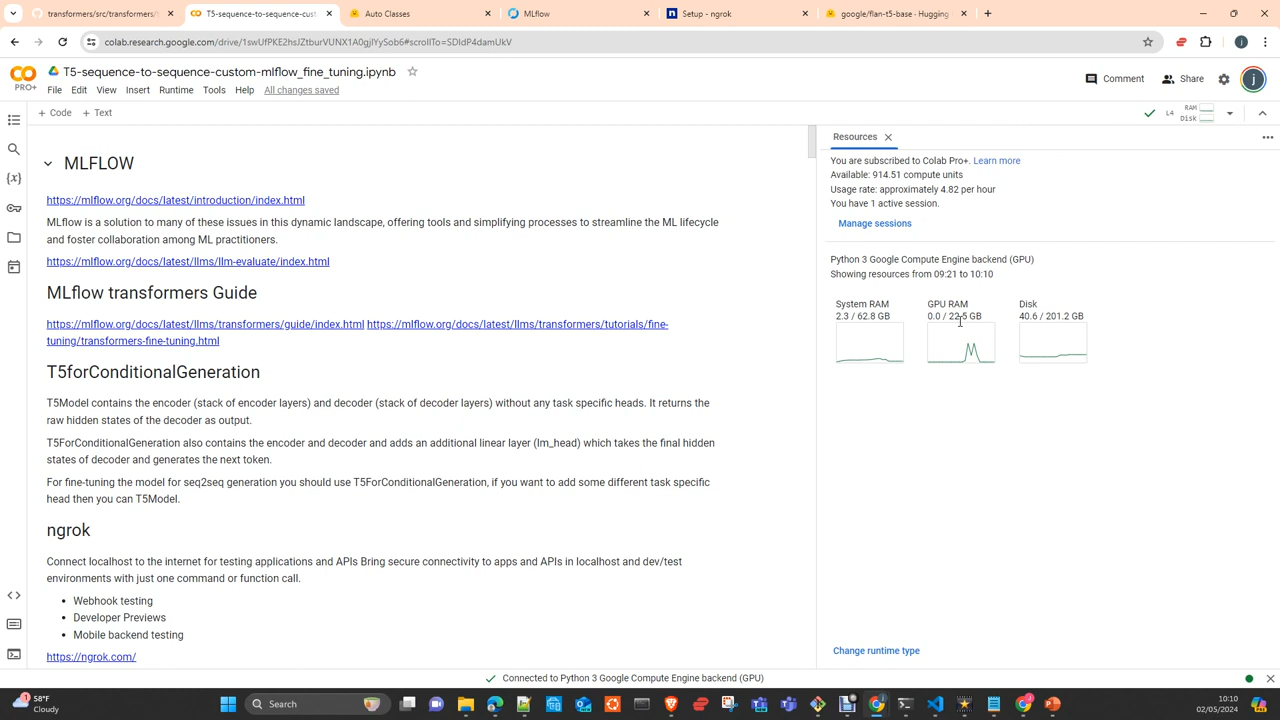 transformers/src/transformers/
T5-sequence-to-sequence-cust
Auto Classes
MLflow
Setup - ngrok
google/flan-t5-base - Hugging
colab.research.google.com/drive/1swUfPKE2hsJZtburVUNX1A0gjIYySob6#scrollTo=SDIdP4damUkV
T5-sequence-to-sequence-custom-mlflow_fine_tuning.ipynb
PRO+
File Edit View Insert Runtime Tools Help All changes saved
Comment Share j
+ Code + Text
L4 RAM Disk
MLFLOW
https://mlflow.org/docs/latest/introduction/index.html
MLflow is a solution to many of these issues in this dynamic landscape, offering tools and simplifying processes to streamline the ML lifecycle
and foster collaboration among ML practitioners.
https://mlflow.org/docs/latest/llms/llm-evaluate/index.html
MLflow transformers Guide
https://mlflow.org/docs/latest/llms/transformers/guide/index.html https://mlflow.org/docs/latest/llms/transformers/tutorials/fine-
tuning/transformers-fine-tuning.html
T5forConditionalGeneration
T5Model contains the encoder (stack of encoder layers) and decoder (stack of decoder layers) without any task specific heads. It returns the
raw hidden states of the decoder as output.
T5ForConditionalGeneration also contains the encoder and decoder and adds an additional linear layer (lm_head) which takes the final hidden
states of decoder and generates the next token.
For fine-tuning the model for seq2seq generation you should use T5ForConditionalGeneration, if you want to add some different task specific
head then you can T5Model.
ngrok
Connect localhost to the internet for testing applications and APIs Bring secure connectivity to apps and APIs in localhost and dev/test
environments with just one command or function call.
• Webhook testing
• Developer Previews
• Mobile backend testing
https://ngrok.com/
Resources
You are subscribed to Colab Pro+. Learn more
Available: 914.51 compute units
Usage rate: approximately 4.82 per hour
You have 1 active session.
Manage sessions
Python 3 Google Compute Engine backend (GPU)
Showing resources from 09:21 to 10:10
System RAM
2.3 / 62.8 GB
GPU RAM
0.0 / 22.5 GB
Disk
40.6 / 201.2 GB
Change runtime type
Connected to Python 3 Google Compute Engine backend (GPU)
58°F
Cloudy
Search
10:10
02/05/2024